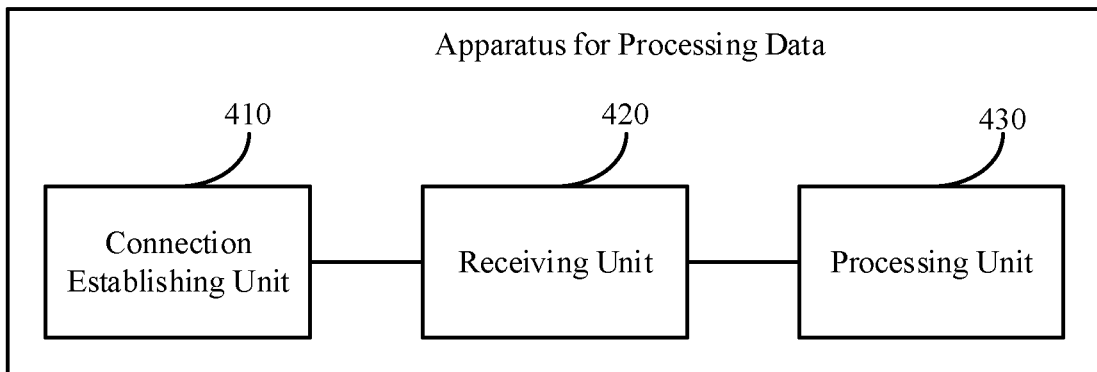 Apparatus for Processing Data
410
420
430
Connection
Establishing Unit
Receiving Unit
Processing Unit